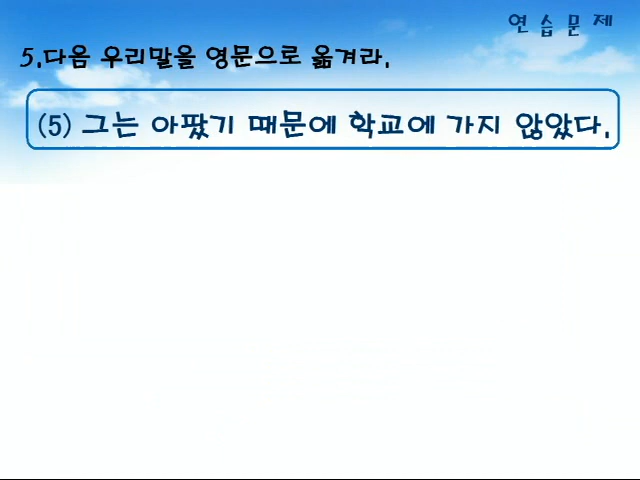 연 습 문 제
5.다음 우리말을 영문으로 옮겨라.
(5) 그는 아팠기 때문에 학교에 가지 않았다.